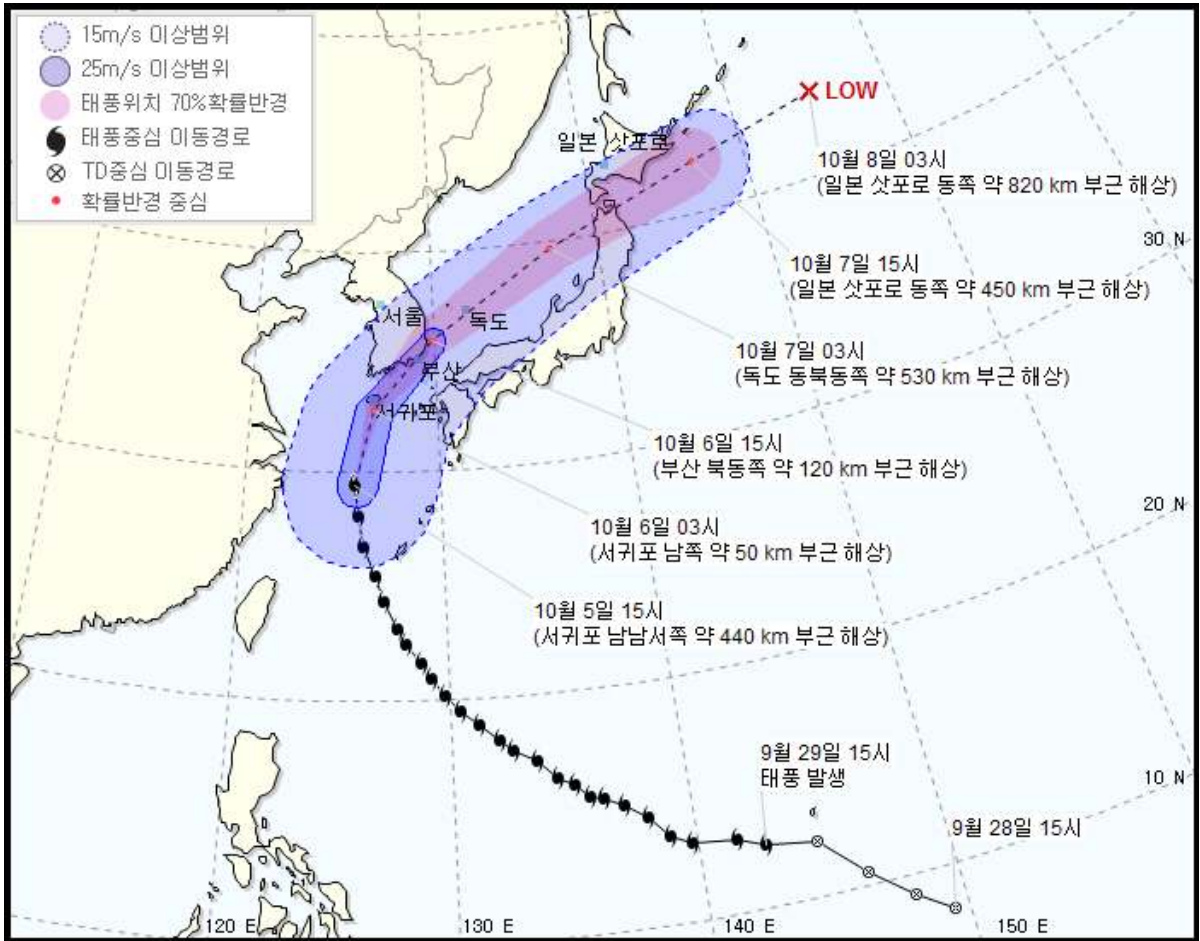 15m/s 이상범위
25m/s 이상범위
태풍위치 70%확률반경
태풍중심 이동경로
TD중심 이동경로
확률반경 중심
LOW
일본 삿포로
10월 8일 03시
(일본 삿포로 동쪽 약 820 km 부근 해상)
30 N
10월 7일 15시
(일본 삿포로 동쪽 약 450 km 부근 해상)
서울
독도
10월 7일 03시
(독도 동북동쪽 약 530 km 부근 해상)
부산
서귀포
10월 6일 15시
(부산 북동쪽 약 120 km 부근 해상)
20 N
10월 6일 03시
(서귀포 남쪽 약 50 km 부근 해상)
10월 5일 15시
(서귀포 남남서쪽 약 440 km 부근 해상)
9월 29일 15시
태풍 발생
10 N
9월 28일 15시
120 E
130 E
140 E
150 E